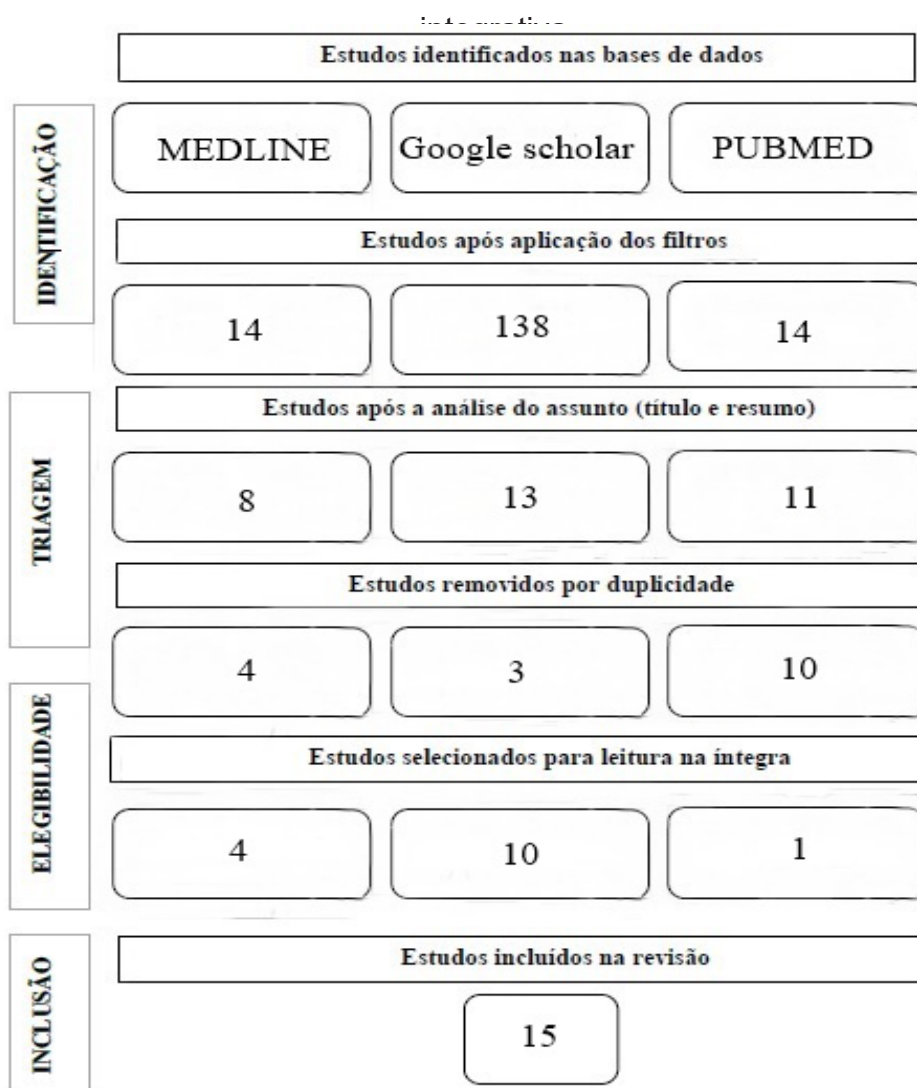 Estudos identificados nas bases de dados
IDENTIFICAÇÃO
MEDLINE Google scholar PUBMED
Estudos após aplicação dos filtros
14 138 14
TRIAGEM
Estudos após a análise do assunto (título e resumo)
8 13 11
Estudos removidos por duplicidade
4 3 10
ELEGIBILIDADE
Estudos selecionados para leitura na íntegra
4 10 1
INCLUSÃO
Estudos incluídos na revisão
15